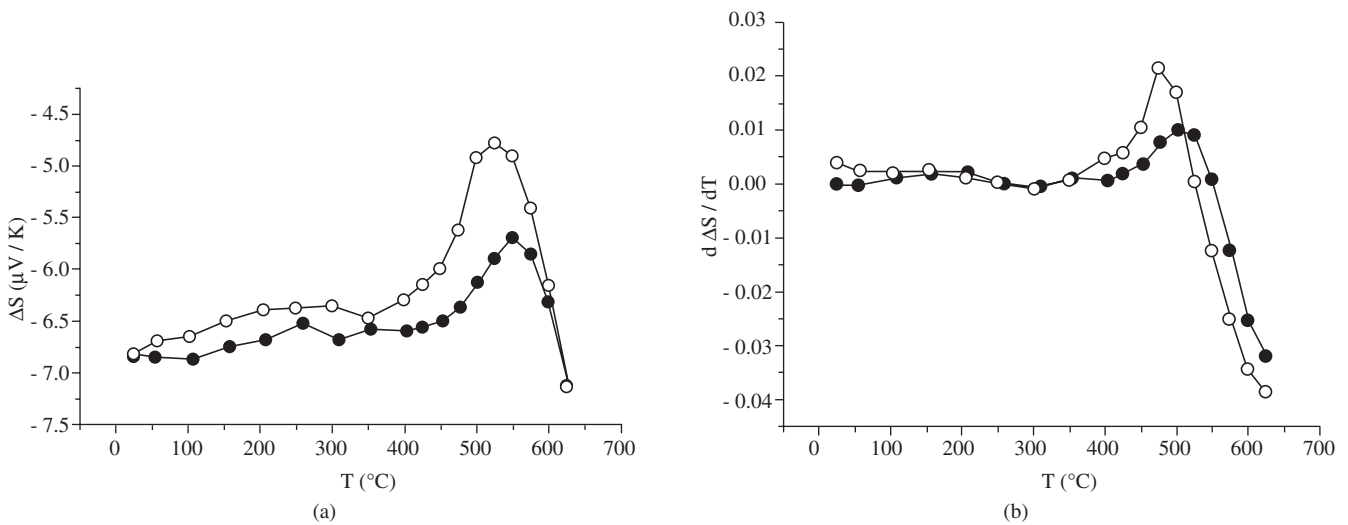 - 4.5
- 5.0
- 5.5
- 6.0
- 6.5
- 7.0
- 7.5
ΔS (μV / K)
0 100 200 300 400 500 600 700
T (°C)
(a)
0.03
0.02
0.01
0.00
- 0.01
- 0.02
- 0.03
- 0.04
d ΔS / dT
0 100 200 300 400 500 600 700
T (°C)
(b)